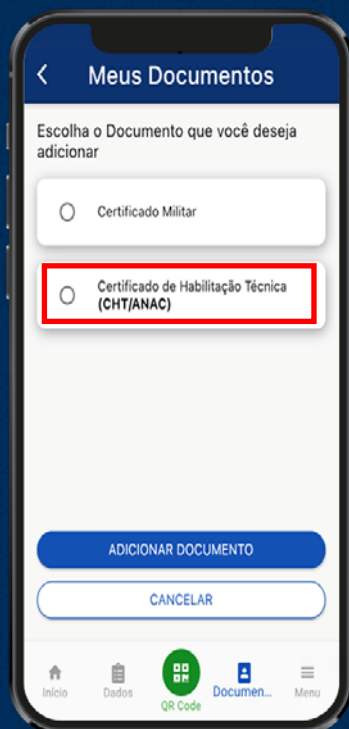 Meus Documentos
Escolha o Documento que você deseja
adicionar
Certificado Militar
Certificado de Habilitação Técnica
(CHT/ANAC)
ADICIONAR DOCUMENTO
CANCELAR
Início
Dados
QR Code
Documen...
Menu